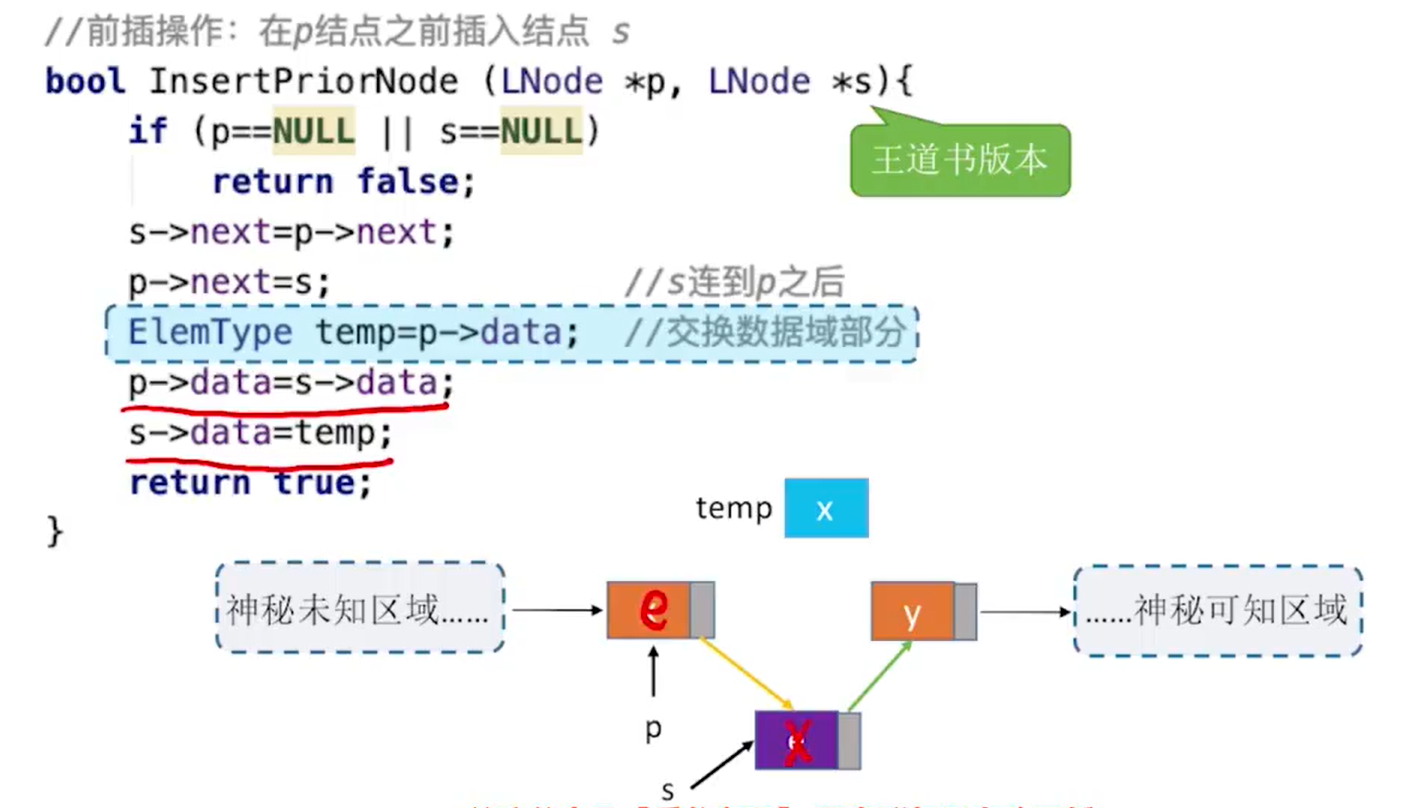 //前插操作：在p结点之前插入结点 s
bool InsertPriorNode (LNode *p, LNode *s){
if (p==NULL || s==NULL)
王道书版本
return false;
s->next=p->next;
p->next=s; //s连到p之后
ElemType temp=p->data; //交换数据域部分
p->data=s->data;
s->data=temp;
return true;
temp x
}
神秘未知区域…… e y ……神秘可知区域
p
X
s